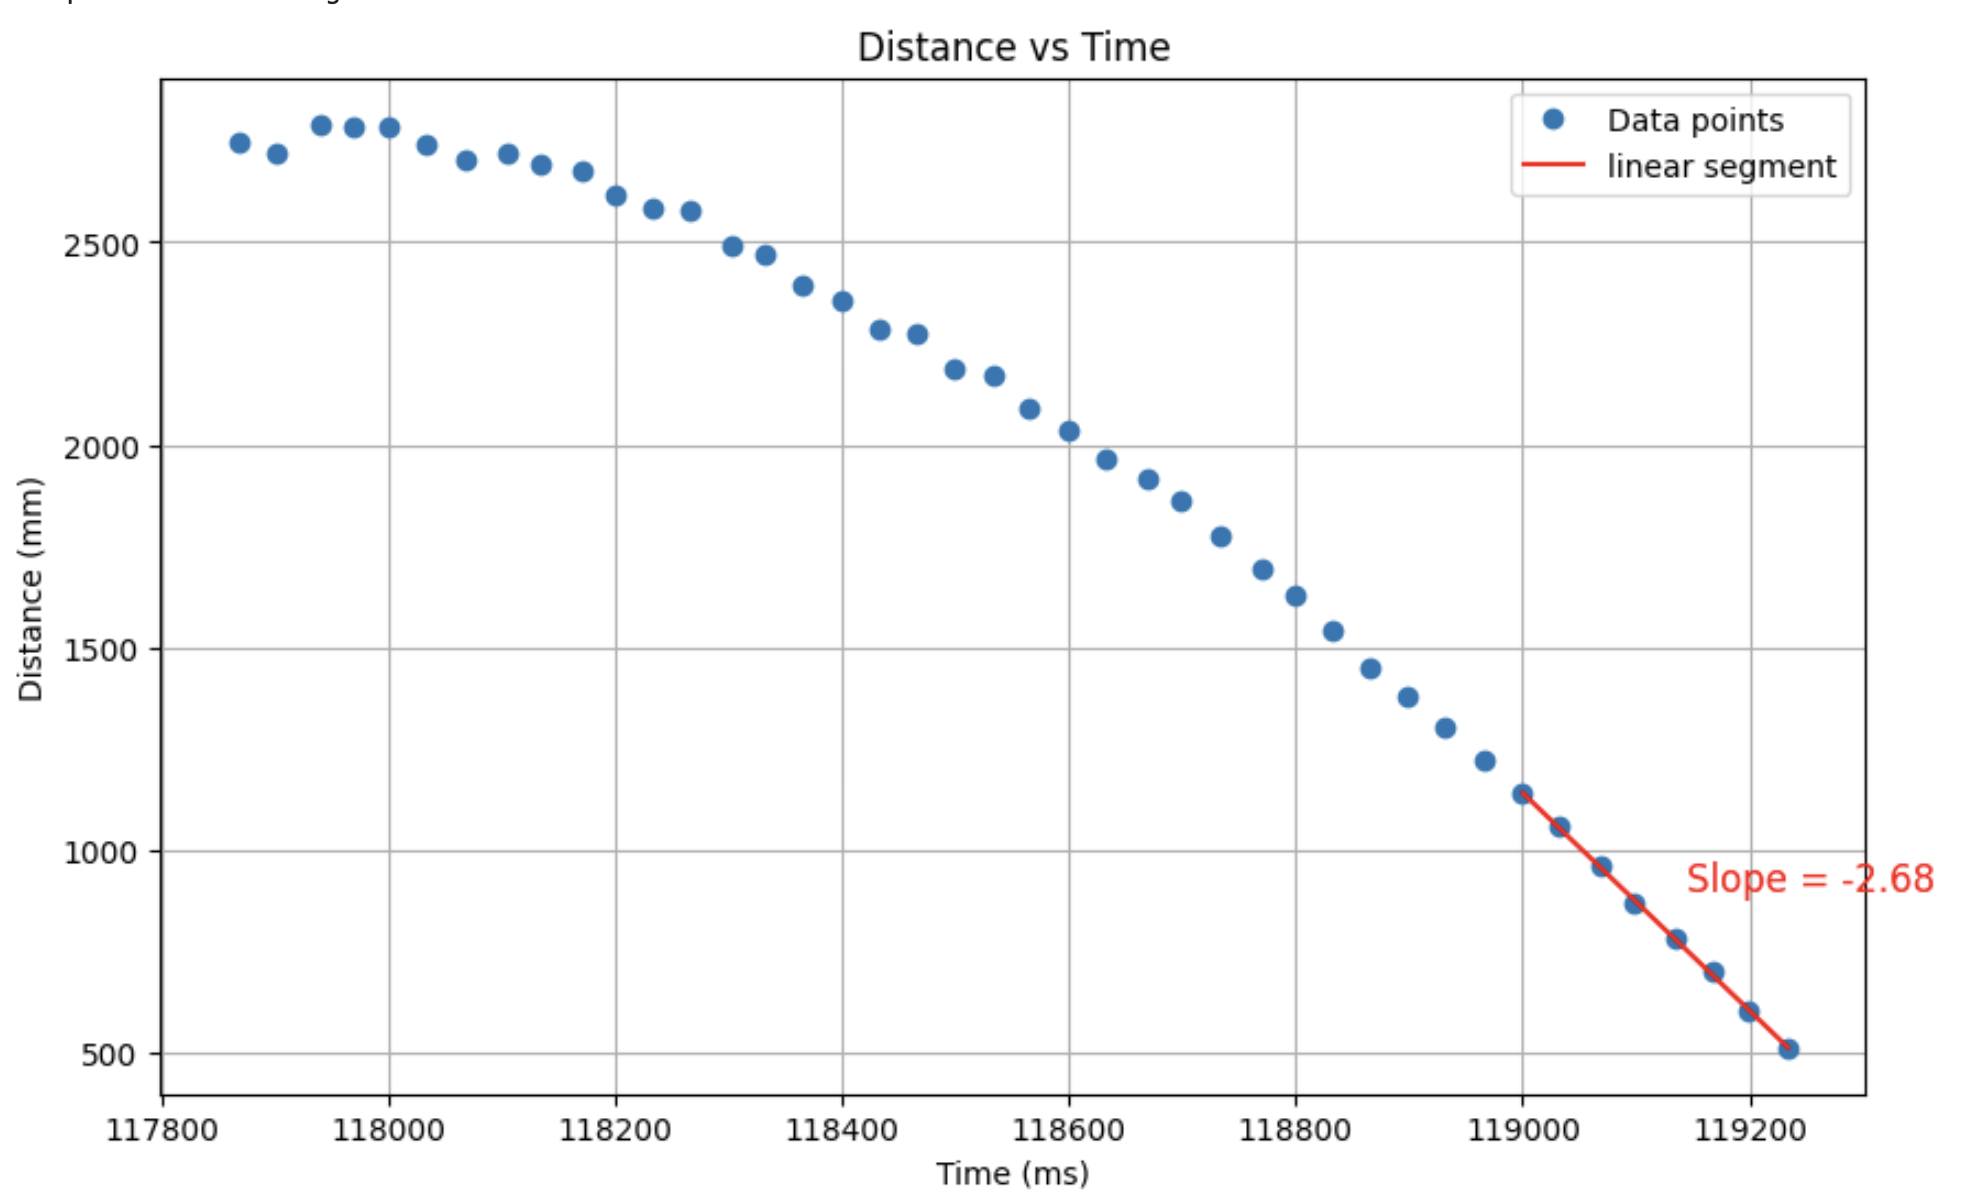 Distance vs Time
Data points
linear segment
2500
2000
1500
1000
500
Distance (mm)
Slope = -2.68
117800 118000 118200 118400 118600 118800 119000 119200
Time (ms)